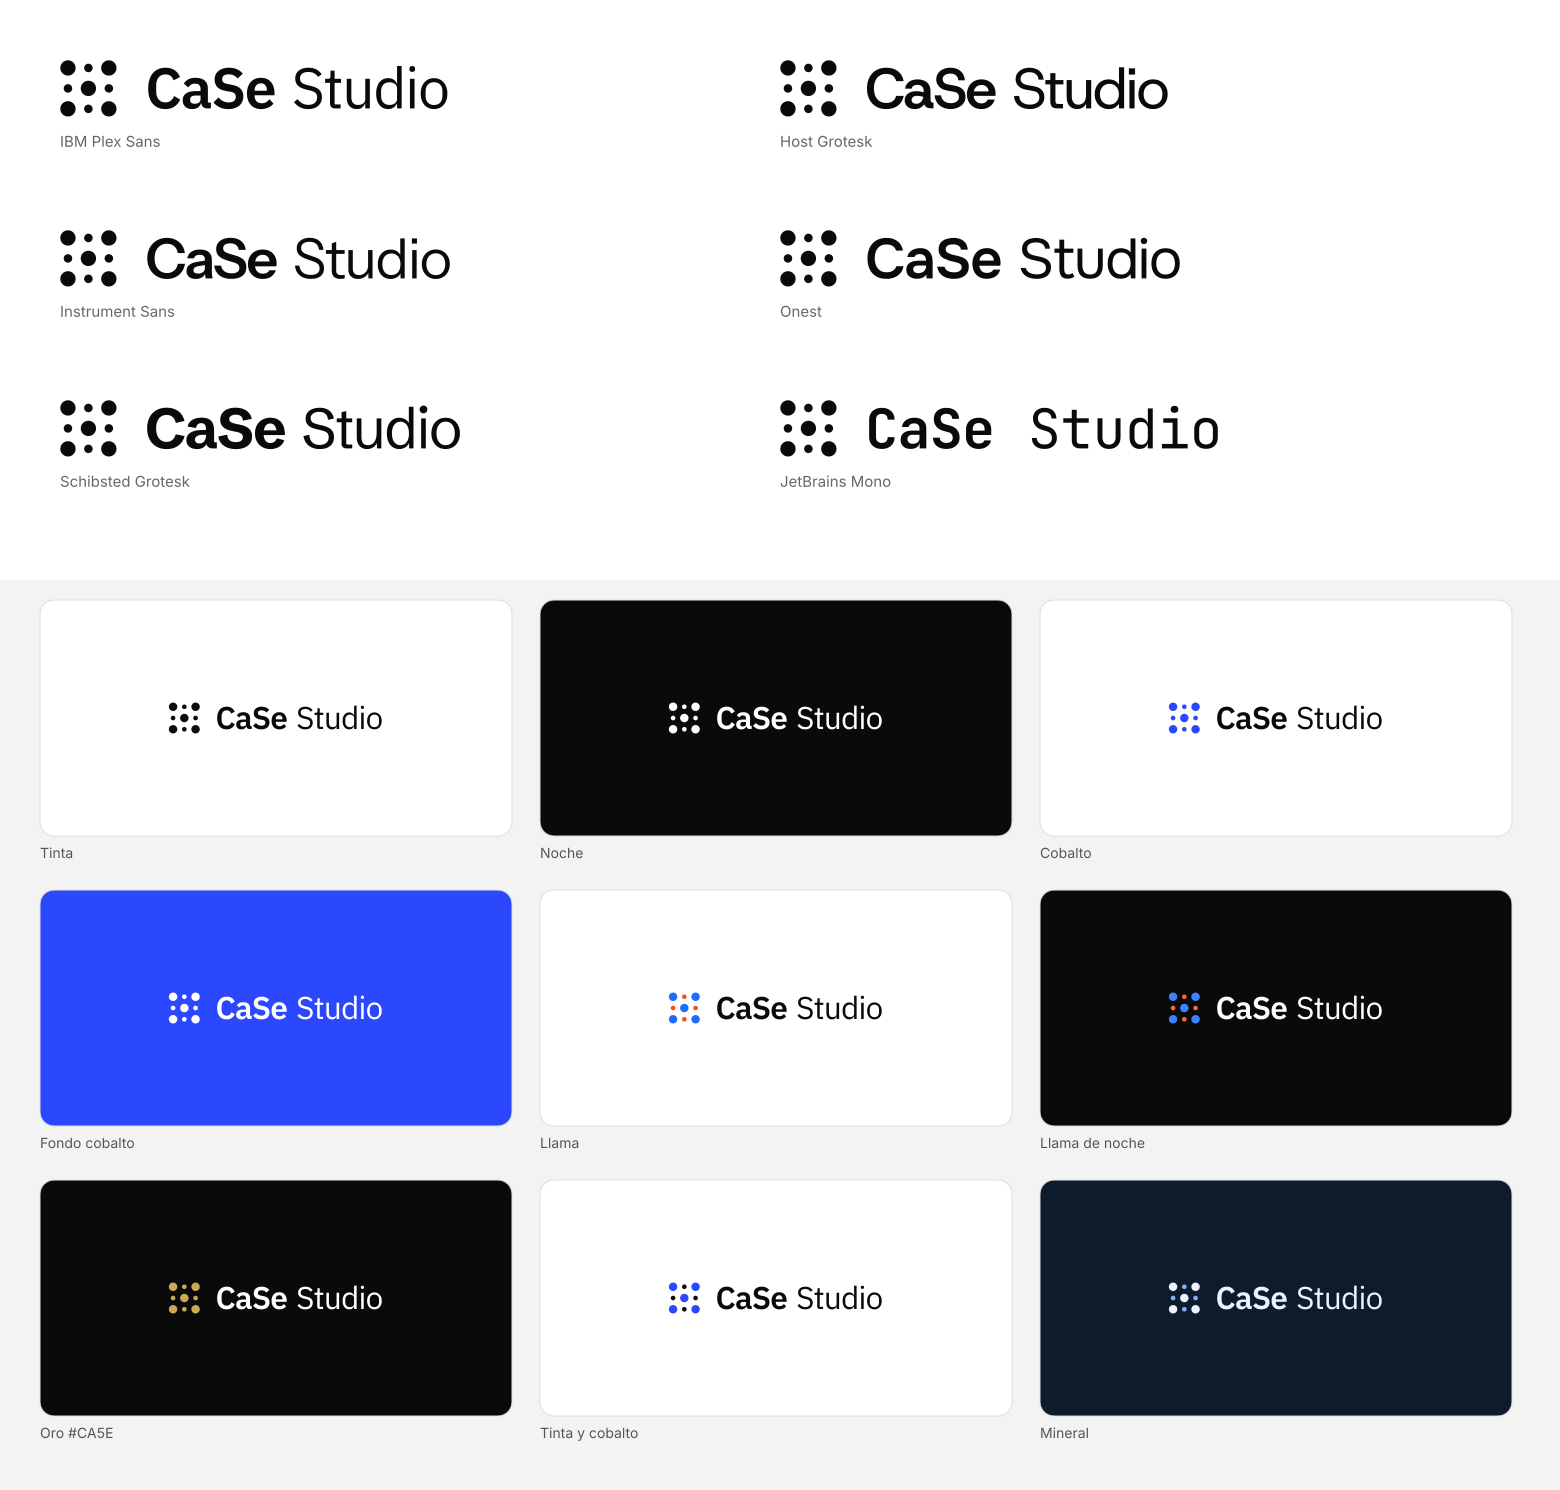 CaSe Studio
IBM Plex Sans
CaSe Studio
Host Grotesk
CaSe Studio
Instrument Sans
CaSe Studio
Onest
CaSe Studio
Schibsted Grotesk
CaSe Studio
JetBrains Mono
CaSe Studio
Tinta
CaSe Studio
Noche
CaSe Studio
Cobalto
CaSe Studio
Fondo cobalto
CaSe Studio
Llama
CaSe Studio
Llama de noche
CaSe Studio
Oro #CA5E
CaSe Studio
Tinta y cobalto
CaSe Studio
Mineral